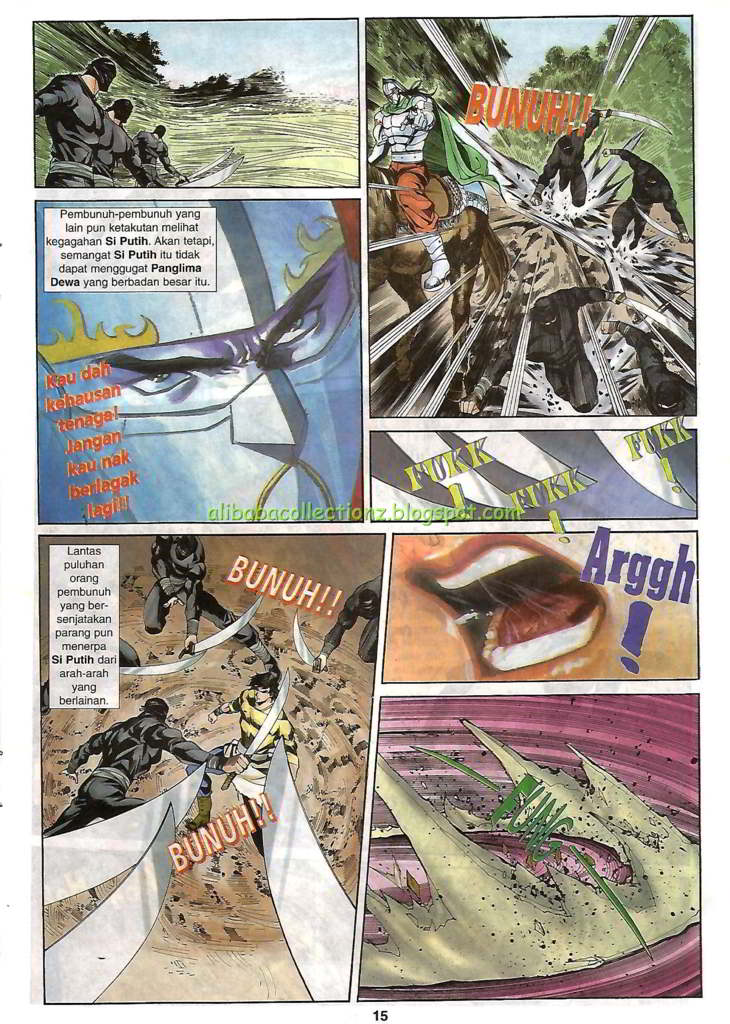 BUNUH!!
Pembunuh-pembunuh yang
lain pun ketakutan melihat
kegagahan Si Putih. Akan tetapi,
semangat Si Putih itu tidak
dapat menggugat Panglima
Dewa yang berbadan besar itu.
Kau dah
kehausan
tenaga!
Jangan
kau nak
berlagak
lagi!!
FUKK
!
FUKK
!
FUKK
!
alibabacollectionz.blogspot.com
Lantas
puluhan
orang
pembunuh
yang ber-
senjatakan
parang pun
menerpa
Si Putih dari
arah-arah
yang
berlainan.
BUNUH!!
BUNUH!!
Arggh
!
FUNG
15